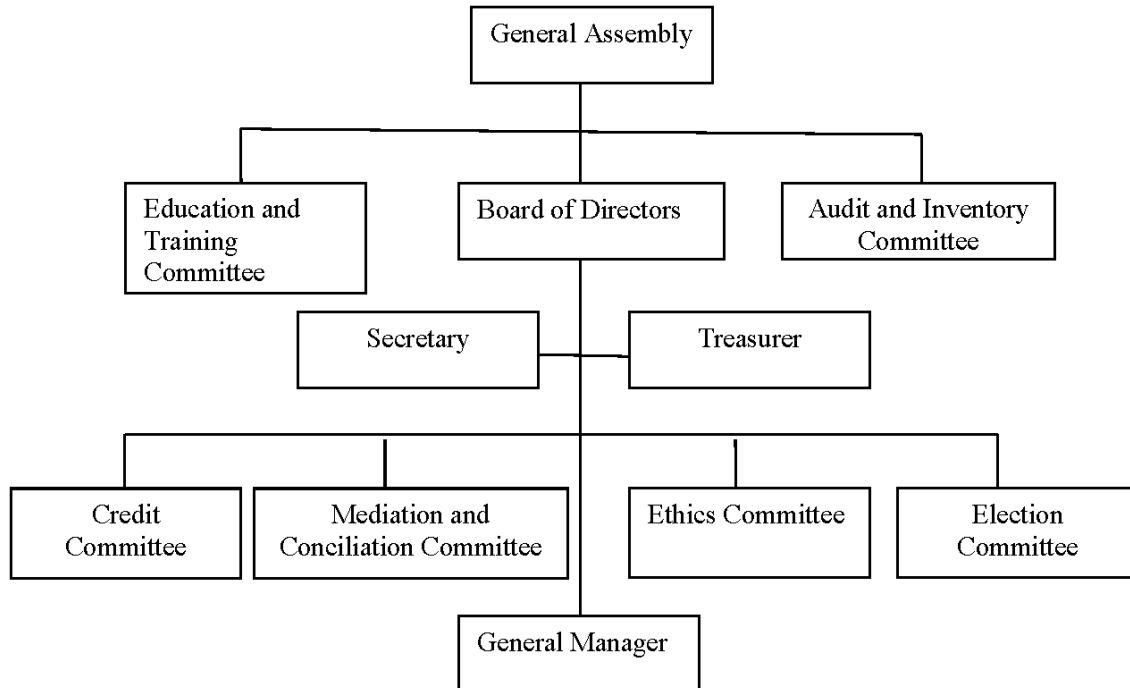 General Assembly
Education and
Training
Committee
Board of Directors
Audit and Inventory
Committee
Secretary
Treasurer
Credit
Committee
Mediation and
Conciliation Committee
Ethics Committee
Election
Committee
General Manager